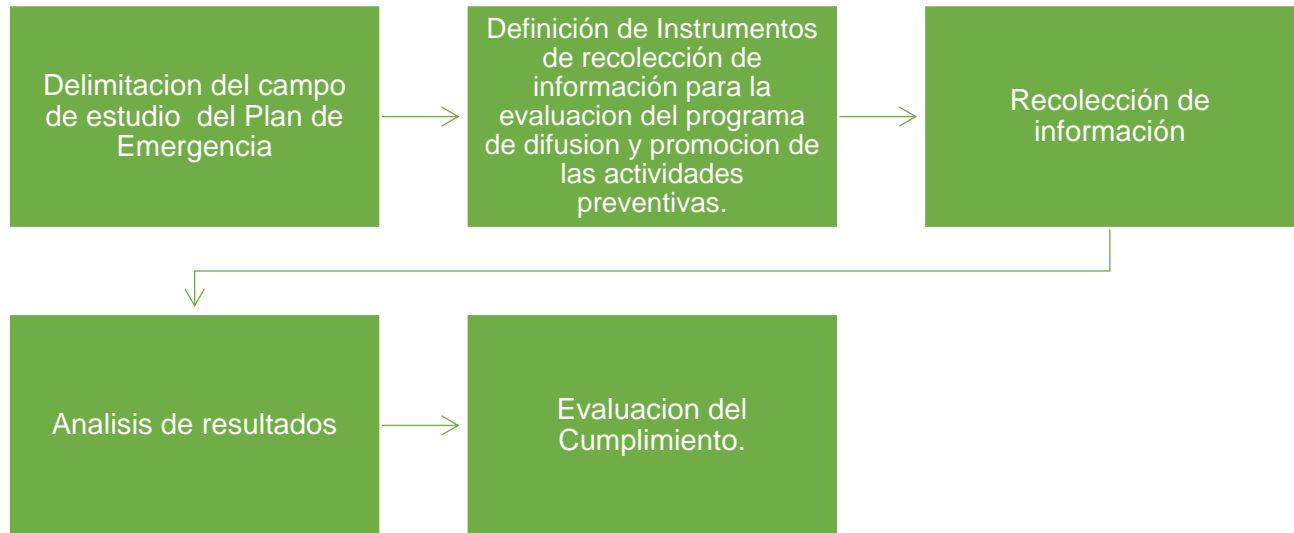 Delimitacion del campo
de estudio del Plan de
Emergencia
Definición de Instrumentos
de recolección de
información para la
evaluacion del programa
de difusion y promocion de
las actividades
preventivas.
Recolección de
información
Analisis de resultados
Evaluacion del
Cumplimiento.